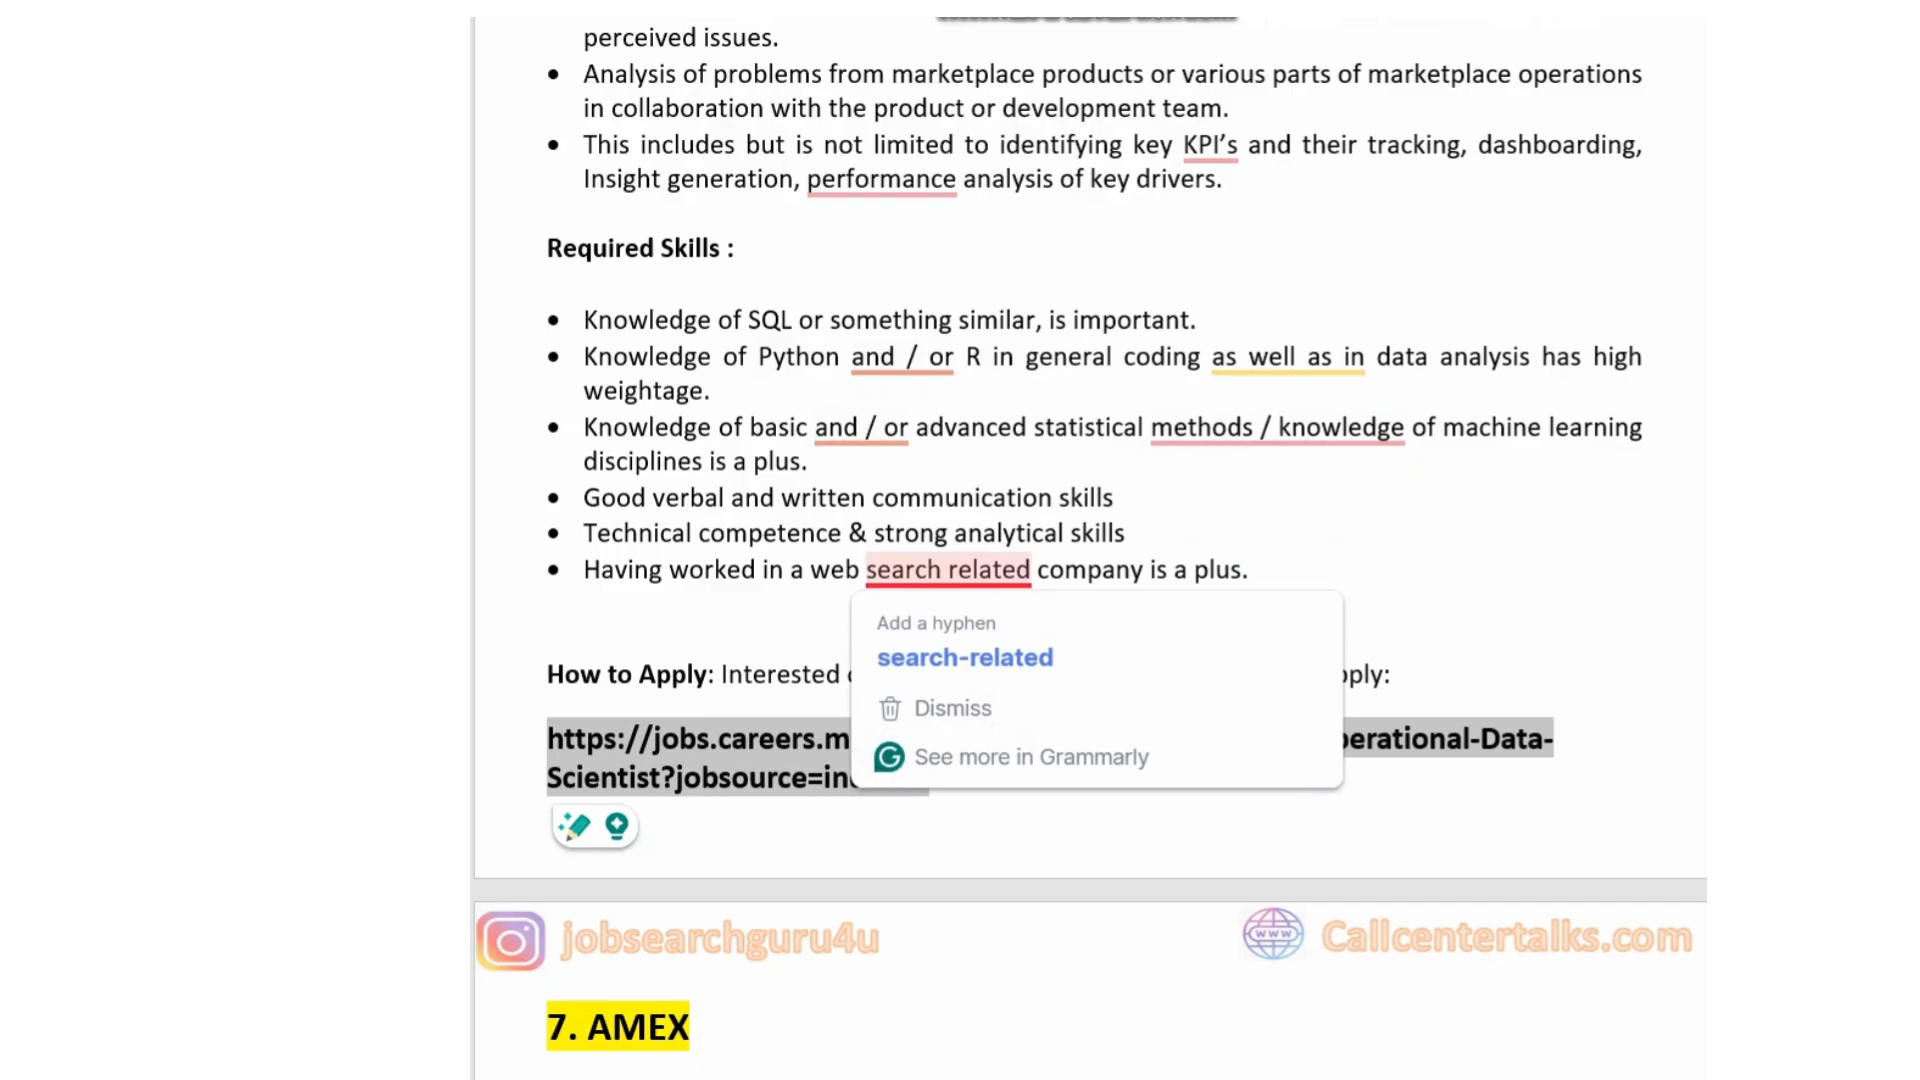 perceived issues.
• Analysis of problems from marketplace products or various parts of marketplace operations
in collaboration with the product or development team.
• This includes but is not limited to identifying key KPI’s and their tracking, dashboarding,
Insight generation, performance analysis of key drivers.
Required Skills :
• Knowledge of SQL or something similar, is important.
• Knowledge of Python and / or R in general coding as well as in data analysis has high
weightage.
• Knowledge of basic and / or advanced statistical methods / knowledge of machine learning
disciplines is a plus.
• Good verbal and written communication skills
• Technical competence & strong analytical skills
• Having worked in a web search related company is a plus.
Add a hyphen
search-related
Dismiss
See more in Grammarly
How to Apply: Interested
https://jobs.careers.m erational-Data-
Scientist?jobsource=in
jobsearchguru4u
www
Callcentertalks.com
7. AMEX